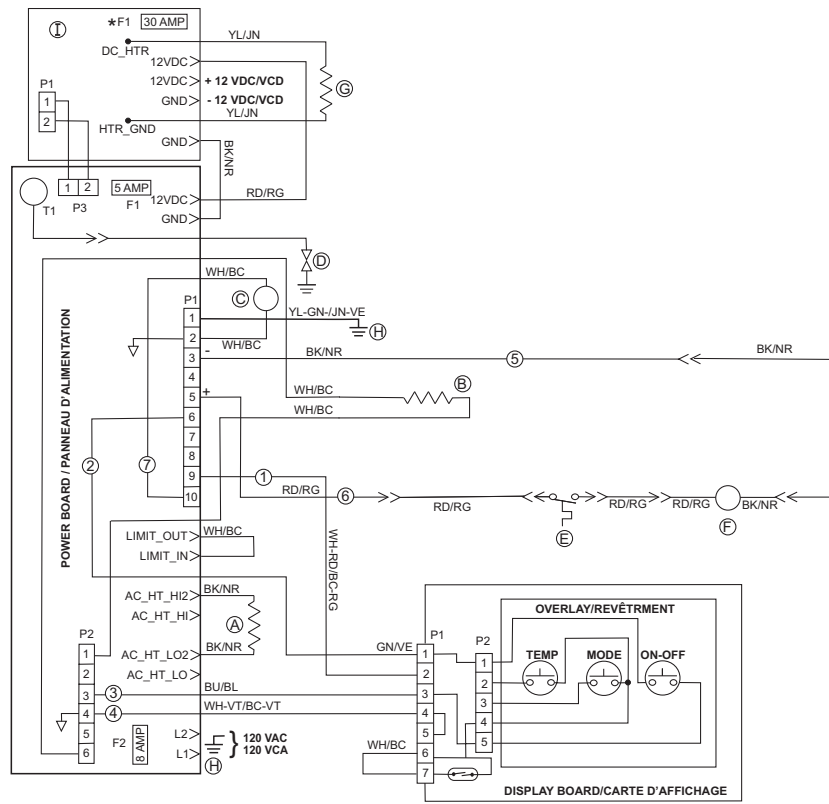 I
*F1 30 AMP
DC_HTR
YL/JN
12VDC
12VDC + 12 VDC/VCD
GND - 12 VDC/VCD
G
P1
1
2
HTR_GND
YL/JN
GND
BK/NR
T1
1 2
P3
5 AMP
F1
12VDC
RD/RG
GND
D
WH/BC
C
P1
1
YL-GN-/JN-VE
H
2
WH/BC
3
-
BK/NR
5
BK/NR
4
5
+
WH/BC
B
WH/BC
6
7
8
9
1
10
2
7
RD/RG
6
RD/RG
E
RD/RG
RD/RG
F
BK/NR
POWER BOARD / PANNEAU D'ALIMENTATION
LIMIT_OUT
WH/BC
LIMIT_IN
WH-RD/BC-RG
AC_HT_HI2
BK/NR
AC_HT_HI
A
AC_HT_LO2
BK/NR
AC_HT_LO
P2
1
2
3
4
5
6
3
BU/BL
4
WH-VT/BC-VT
F2
8 AMP
L2
L1
H
120 VAC
120 VCA
GN/VE
P1
1
2
3
4
5
6
7
WH/BC
P2
1
2
3
4
5
OVERLAY/REVÊTRMENT
TEMP
MODE
ON-OFF
DISPLAY BOARD/CARTE D'AFFICHAGE